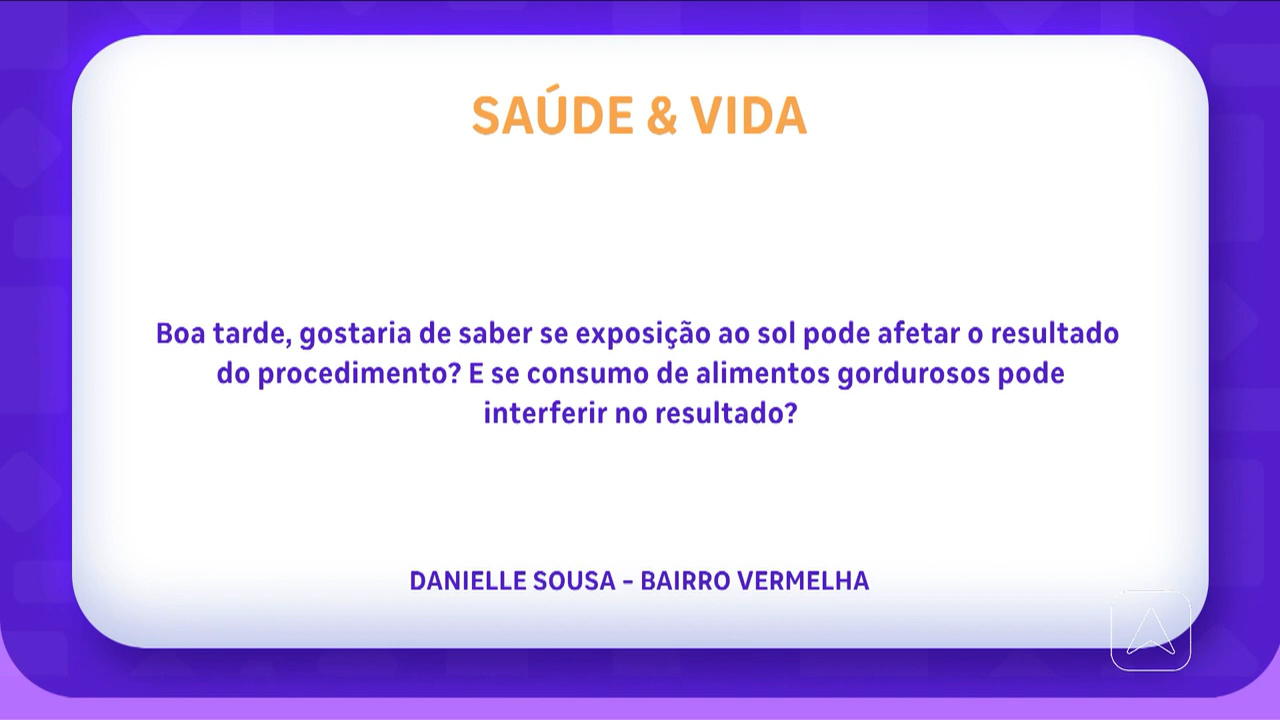 SAÚDE & VIDA
Boa tarde, gostaria de saber se exposição ao sol pode afetar o resultado
do procedimento? E se consumo de alimentos gordurosos pode
interferir no resultado?
DANIELLE SOUSA - BAIRRO VERMELHA